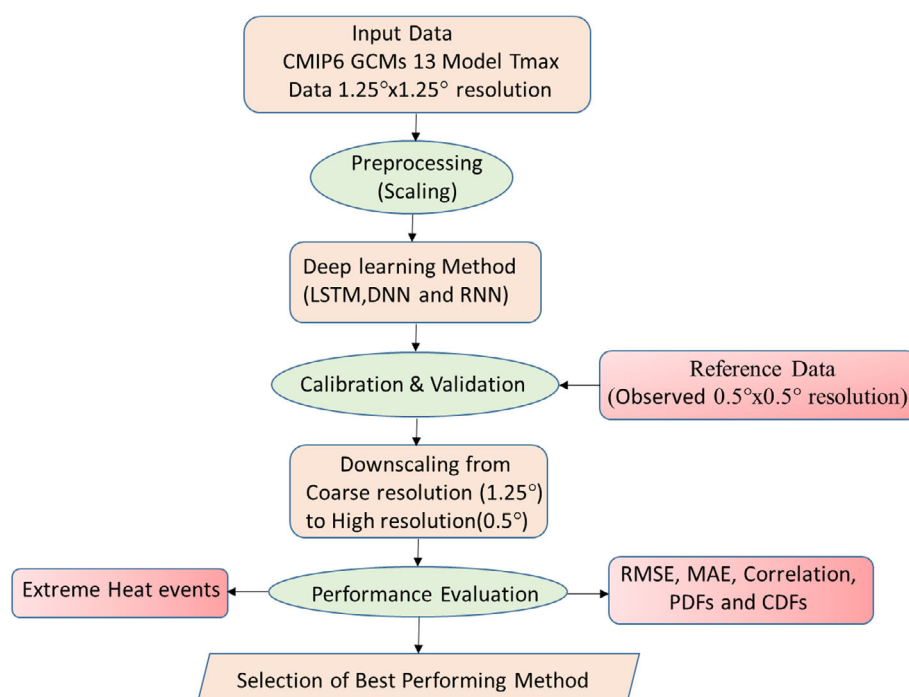 Input Data
CMIP6 GCMs 13 Model Tmax
Data 1.25°x1.25° resolution
Preprocessing
(Scaling)
Deep learning Method
(LSTM,DNN and RNN)
Calibration & Validation
Reference Data
(Observed 0.5°x0.5° resolution)
Downscaling from
Coarse resolution (1.25°)
to High resolution(0.5°)
Extreme Heat events
Performance Evaluation
RMSE, MAE, Correlation,
PDFs and CDFs
Selection of Best Performing Method